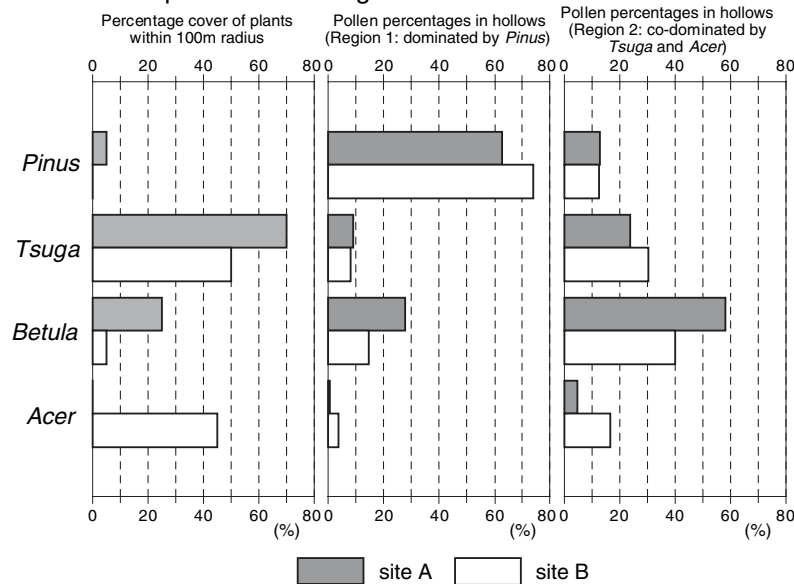 Percentage cover of plants
within 100m radius
Pollen percentages in hollows
(Region 1: dominated by Pinus)
Pollen percentages in hollows
(Region 2: co-dominated by
Tsuga and Acer)
0 20 40 60 80 0 20 40 60 80 0 20 40 60 80
Pinus
Tsuga
Betula
Acer
0 20 40 60 80 0 20 40 60 80 0 20 40 60 80
(%) (%) (%)
site A site B